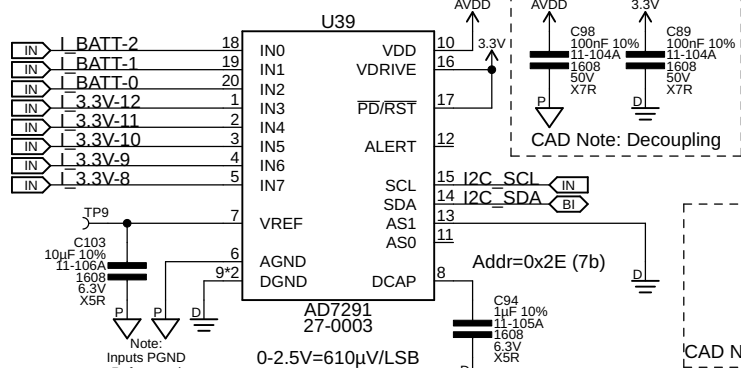 U39
AVDD
AVDD
3.3V
I_BATT-2
I_BATT-1
I_BATT-0
I_3.3V-12
I_3.3V-11
I_3.3V-10
I_3.3V-9
I_3.3V-8
IN
IN
IN
IN
IN
IN
IN
IN
18 IN0
19 IN1
20 IN2
1 IN3
2 IN4
3 IN5
4 IN6
5 IN7
7 VREF
6 AGND
9*2 DGND
VDD 10
VDRIVE 16
3.3V
PD/RST 17
ALERT 12
SCL 15 I2C_SCL IN
SDA 14 I2C_SDA BI
AS1 13
AS0 11
DCAP 8
Addr=0x2E (7b)
D
AD7291
27-0003
0-2.5V=610µV/LSB
TP9
C103
10µF 10%
11-106A
1608
6.3V
X5R
P
P
D
Note:
Inputs PGND
C94
1µF 10%
11-105A
1608
6.3V
X5R
D
C98
100nF 10%
11-104A
1608
50V
X7R
P
C89
100nF 10%
11-104A
1608
50V
X7R
D
CAD Note: Decoupling
CAD N